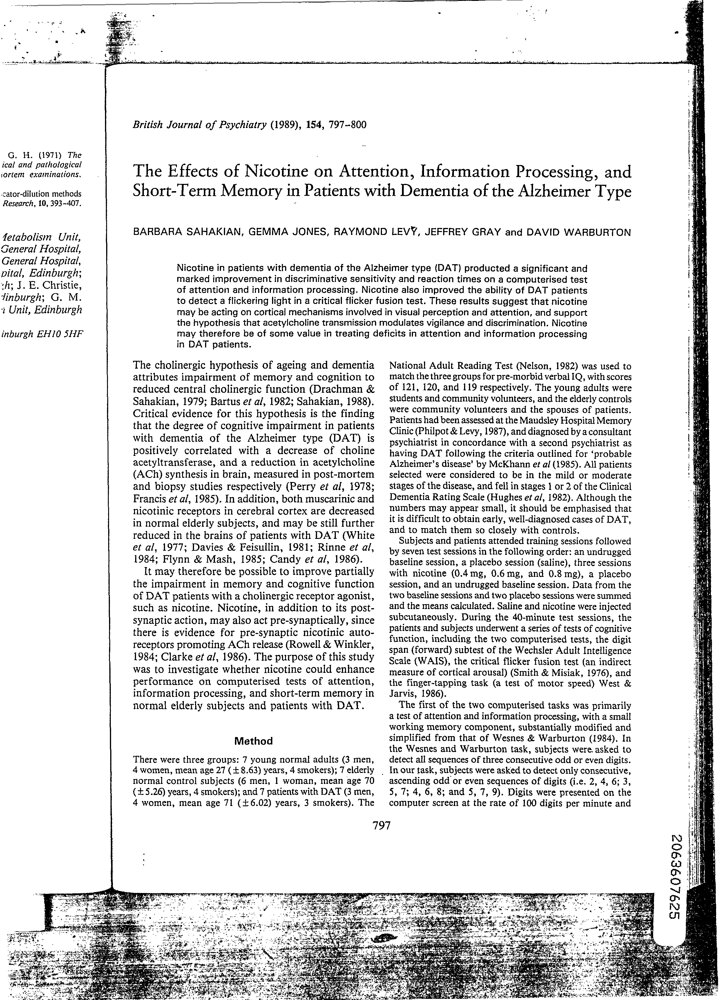 G. H. (1971) The
ical and pathological
ortem examinations.
cator-dilution methods
Research, 10, 393–407.
Metabolism Unit,
General Hospital,
General Hospital,
pital, Edinburgh;
J. E. Christie,
dinburgh; G. M.
Unit, Edinburgh
inburgh EH10 5HF
British Journal of Psychiatry (1989), 154, 797–800
The Effects of Nicotine on Attention, Information Processing, and
Short-Term Memory in Patients with Dementia of the Alzheimer Type
BARBARA SAHAKIAN, GEMMA JONES, RAYMOND LEVY, JEFFREY GRAY and DAVID WARBURTON
Nicotine in patients with dementia of the Alzheimer type (DAT) producted a significant and
marked improvement in discriminative sensitivity and reaction times on a computerised test
of attention and information processing. Nicotine also improved the ability of DAT patients
to detect a flickering light in a critical flicker fusion test. These results suggest that nicotine
may be acting on cortical mechanisms involved in visual perception and attention, and support
the hypothesis that acetylcholine transmission modulates vigilance and discrimination. Nicotine
may therefore be of some value in treating deficits in attention and information processing
in DAT patients.
The cholinergic hypothesis of ageing and dementia
attributes impairment of memory and cognition to
reduced central cholinergic function (Drachman &
Sahakian, 1979; Bartus et al, 1982; Sahakian, 1988).
Critical evidence for this hypothesis is the finding
that the degree of cognitive impairment in patients
with dementia of the Alzheimer type (DAT) is
positively correlated with a decrease of choline
acetyltransferase, and a reduction in acetylcholine
(ACh) synthesis in brain, measured in post-mortem
and biopsy studies respectively (Perry et al, 1978;
Francis et al, 1985). In addition, both muscarinic and
nicotinic receptors in cerebral cortex are decreased
in normal elderly subjects, and may be still further
reduced in the brains of patients with DAT (White
et al, 1977; Davies & Feisullin, 1981; Rinne et al,
1984; Flynn & Mash, 1985; Candy et al, 1986).
It may therefore be possible to improve partially
the impairment in memory and cognitive function
of DAT patients with a cholinergic receptor agonist,
such as nicotine. Nicotine, in addition to its post-
synaptic action, may also act pre-synaptically, since
there is evidence for pre-synaptic nicotinic auto-
receptors promoting ACh release (Rowell & Winkler,
1984; Clarke et al, 1986). The purpose of this study
was to investigate whether nicotine could enhance
performance on computerised tests of attention,
information processing, and short-term memory in
normal elderly subjects and patients with DAT.
Method
There were three groups: 7 young normal adults (3 men,
4 women, mean age 27 (±8.63) years, 4 smokers); 7 elderly
normal control subjects (6 men, 1 woman, mean age 70
(±5.26) years, 4 smokers); and 7 patients with DAT (3 men,
4 women, mean age 71 (±6.02) years, 3 smokers). The
National Adult Reading Test (Nelson, 1982) was used to
match the three groups for pre-morbid verbal IQ, with scores
of 121, 120, and 119 respectively. The young adults were
students and community volunteers, and the elderly controls
were community volunteers and the spouses of patients.
Patients had been assessed at the Maudsley Hospital Memory
Clinic (Philpot & Levy, 1987), and diagnosed by a consultant
psychiatrist in concordance with a second psychiatrist as
having DAT following the criteria outlined for ‘probable
Alzheimer’s disease’ by McKhann et al (1985). All patients
selected were considered to be in the mild or moderate
stages of the disease, and fell in stages 1 or 2 of the Clinical
Dementia Rating Scale (Hughes et al, 1982). Although the
numbers may appear small, it should be emphasised that
it is difficult to obtain early, well-diagnosed cases of DAT,
and to match them so closely with controls.
Subjects and patients attended training sessions followed
by seven test sessions in the following order: an undrugged
baseline session, a placebo session (saline), three sessions
with nicotine (0.4 mg, 0.6 mg, and 0.8 mg), a placebo
session, and an undrugged baseline session. Data from the
two baseline sessions and two placebo sessions were summed
and the means calculated. Saline and nicotine were injected
subcutaneously. During the 40-minute test sessions, the
patients and subjects underwent a series of tests of cognitive
function, including the two computerised tests, the digit
span (forward) subtest of the Wechsler Adult Intelligence
Scale (WAIS), the critical flicker fusion test (an indirect
measure of cortical arousal) (Smith & Misiak, 1976), and
the finger-tapping task (a test of motor speed) West &
Jarvis, 1986).
The first of the two computerised tasks was primarily
a test of attention and information processing, with a small
working memory component, substantially modified and
simplified from that of Wesnes & Warburton (1984). In
the Wesnes and Warburton task, subjects were asked to
detect all sequences of three consecutive odd or even digits.
In our task, subjects were asked to detect only consecutive,
ascending odd or even sequences of digits (i.e. 2, 4, 6; 3,
5, 7; 4, 6, 8; and 5, 7, 9). Digits were presented on the
computer screen at the rate of 100 digits per minute and
797
2063607625